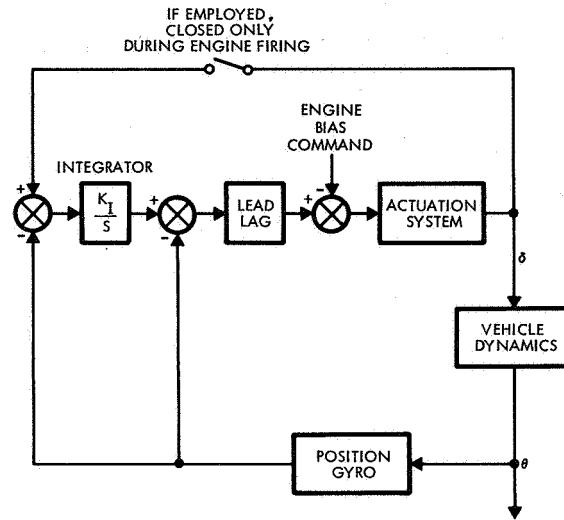 IF EMPLOYED,
CLOSED ONLY
DURING ENGINE FIRING
ENGINE
BIAS
COMMAND
INTEGRATOR
+
K_I
S
-
+
-
LEAD
LAG
+
-
ACTUATION
SYSTEM
δ
VEHICLE
DYNAMICS
POSITION
GYRO
θ